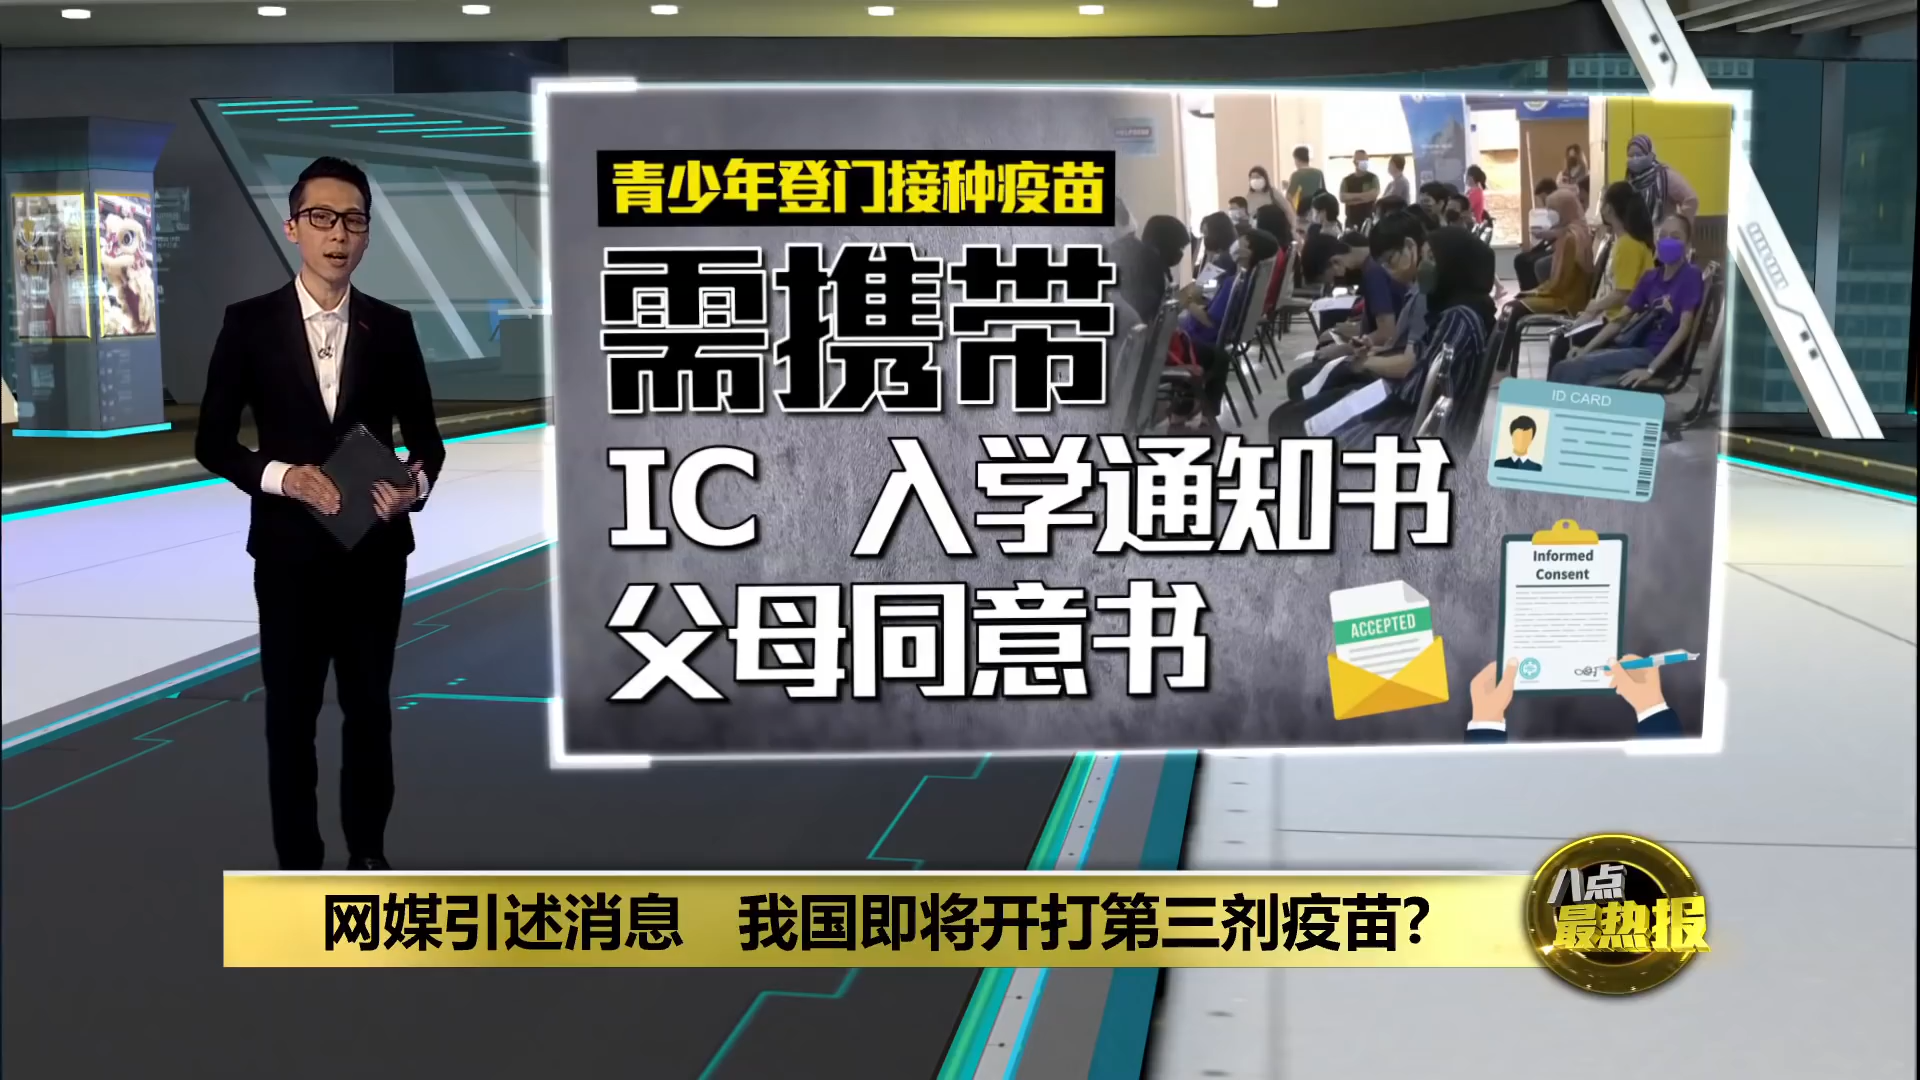 青少年登门接种疫苗
需携带
IC 入学通知书
父母同意书
ID CARD
Informed
Consent
ACCEPTED
网媒引述消息 我国即将开打第三剂疫苗?
八点
最热报